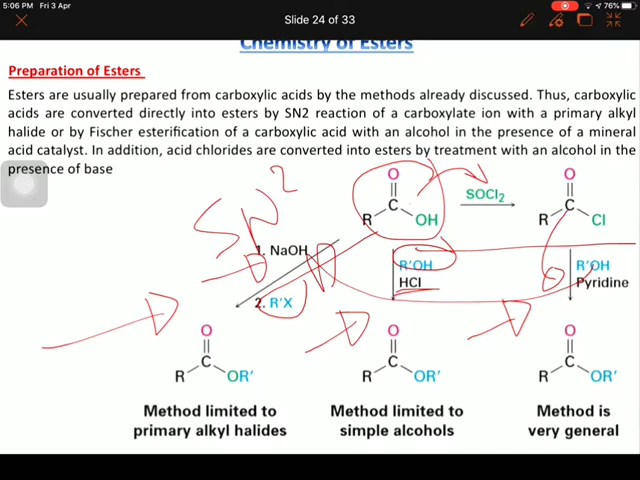 5:06 PM Fri 3 Apr
76%
Slide 24 of 33
Chemistry of Esters
Preparation of Esters
Esters are usually prepared from carboxylic acids by the methods already discussed. Thus, carboxylic
acids are converted directly into esters by SN2 reaction of a carboxylate ion with a primary alkyl
halide or by Fischer esterification of a carboxylic acid with an alcohol in the presence of a mineral
acid catalyst. In addition, acid chlorides are converted into esters by treatment with an alcohol in the
presence of base
SN2
O
C
R
OH
SOCl2
O
C
R
Cl
1. NaOH
2. R'X
R'OH
HCl
R'OH
Pyridine
O
C
R
OR'
O
C
R
OR'
O
C
R
OR'
Method limited to
primary alkyl halides
Method limited to
simple alcohols
Method is
very general